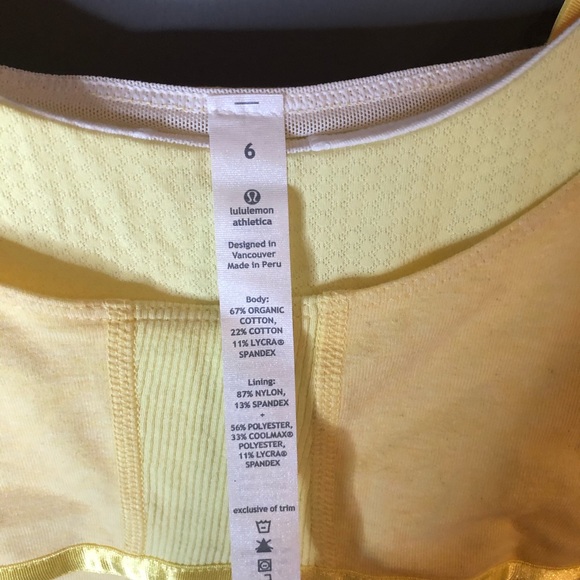 6
lululemon
athletica
Designed in
Vancouver
Made in Peru
Body:
67% ORGANIC
COTTON,
22% COTTON
11% LYCRA®
SPANDEX
Lining:
87% NYLON,
13% SPANDEX
+
56% POLYESTER,
33% COOLMAX®
POLYESTER,
11% LYCRA®
SPANDEX
exclusive of trim